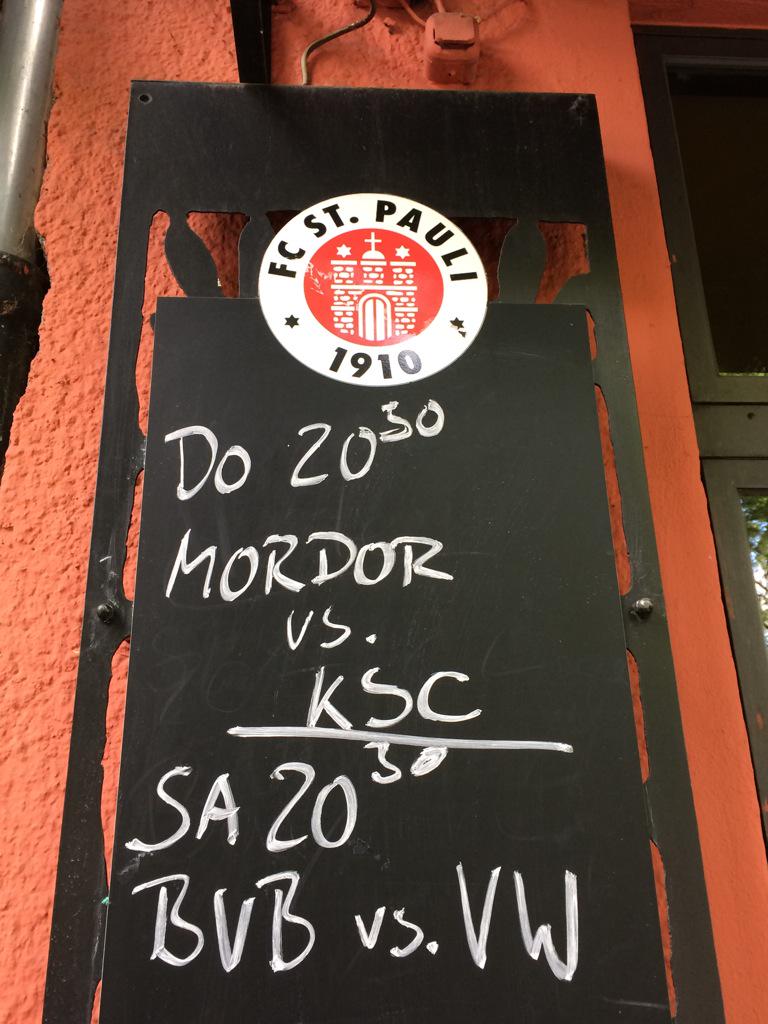 FC ST. PAULI
1910
Do 20³⁰
MORDOR
vs.
KSC
SA 20³⁰
BVB vs. VW